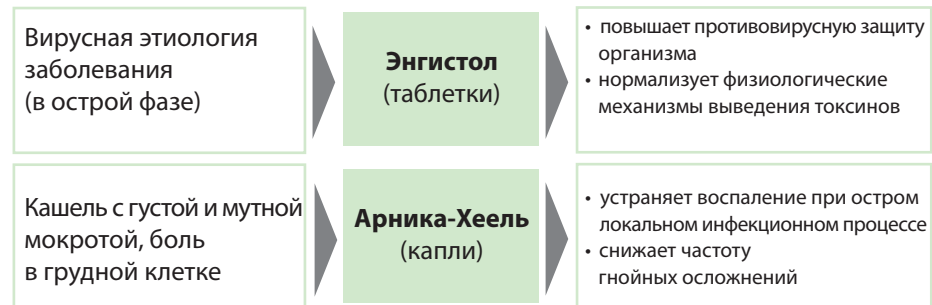 Вирусная этиология
заболевания
(в острой фазе)
Энгистол
(таблетки)
• повышает противовирусную защиту
организма
• нормализует физиологические
механизмы выведения токсинов
Кашель с густой и мутной
мокротой, боль
в грудной клетке
Арника-Хеель
(капли)
• устраняет воспаление при остром
локальном инфекционном процессе
• снижает частоту
гнойных осложнений